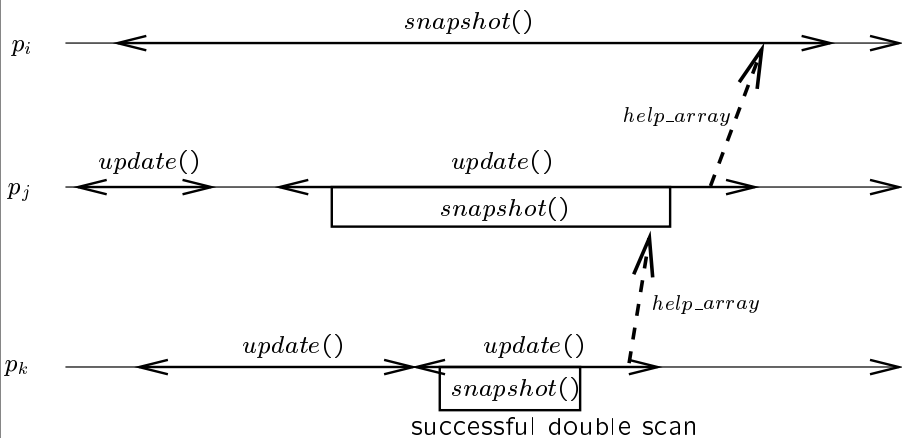 snapshot()
p_i
help_array
update() update()
p_j
snapshot()
help_array
update() update()
p_k
snapshot()
successful double scan